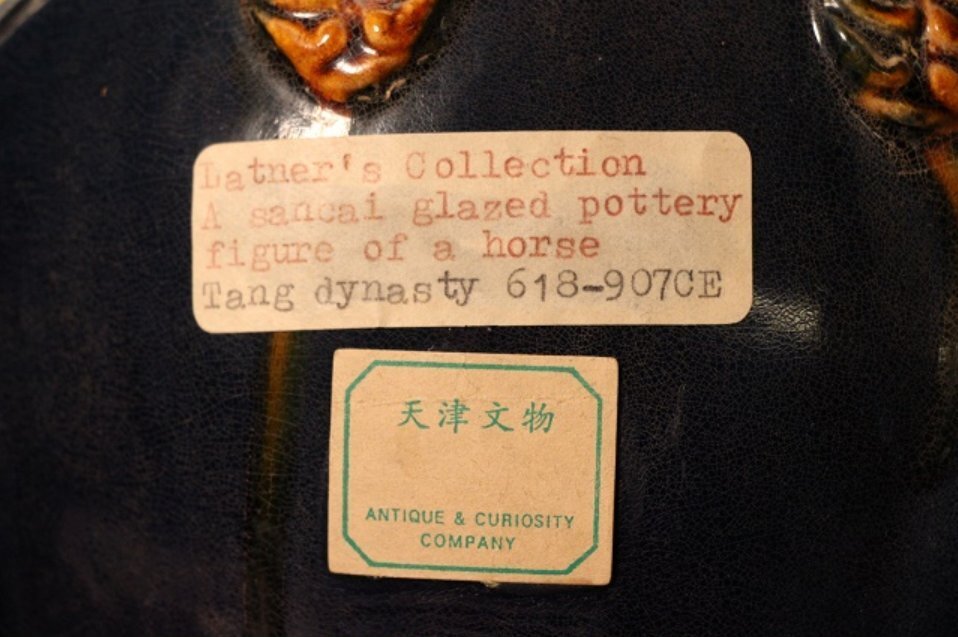 Latner's Collection
A sancai glazed pottery
figure of a horse
Tang dynasty 618-907CE
天津文物
ANTIQUE & CURIOSITY
COMPANY